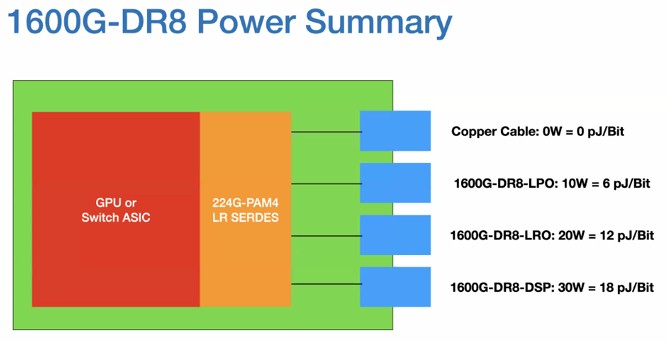 1600G-DR8 Power Summary
GPU or
Switch ASIC
224G-PAM4
LR SERDES
Copper Cable: 0W = 0 pJ/Bit
1600G-DR8-LPO: 10W = 6 pJ/Bit
1600G-DR8-LRO: 20W = 12 pJ/Bit
1600G-DR8-DSP: 30W = 18 pJ/Bit